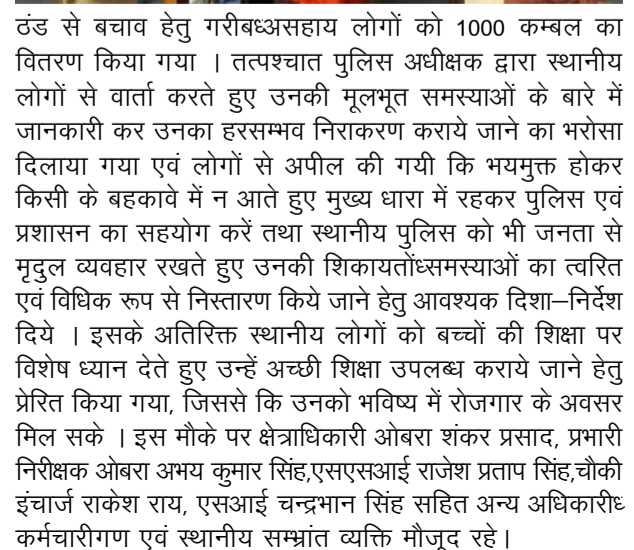 ठंड से बचाव हेतु गरीबध्असहाय लोगों को 1000 कम्बल का
वितरण किया गया । तत्पश्चात पुलिस अधीक्षक द्वारा स्थानीय
लोगों से वार्ता करते हुए उनकी मूलभूत समस्याओं के बारे में
जानकारी कर उनका हरसम्भव निराकरण कराये जाने का भरोसा
दिलाया गया एवं लोगों से अपील की गयी कि भयमुक्त होकर
किसी के बहकावे में न आते हुए मुख्य धारा में रहकर पुलिस एवं
प्रशासन का सहयोग करें तथा स्थानीय पुलिस को भी जनता से
मृदुल व्यवहार रखते हुए उनकी शिकायतोंध्समस्याओं का त्वरित
एवं विधिक रूप से निस्तारण किये जाने हेतु आवश्यक दिशा–निर्देश
दिये । इसके अतिरिक्त स्थानीय लोगों को बच्चों की शिक्षा पर
विशेष ध्यान देते हुए उन्हें अच्छी शिक्षा उपलब्ध कराये जाने हेतु
प्रेरित किया गया, जिससे कि उनको भविष्य में रोजगार के अवसर
मिल सके । इस मौके पर क्षेत्राधिकारी ओबरा शंकर प्रसाद, प्रभारी
निरीक्षक ओबरा अभय कुमार सिंह,एसएसआई राजेश प्रताप सिंह,चौकी
इंचार्ज राकेश राय, एसआई चन्द्रभान सिंह सहित अन्य अधिकारीध्
कर्मचारीगण एवं स्थानीय सम्भ्रांत व्यक्ति मौजूद रहे।